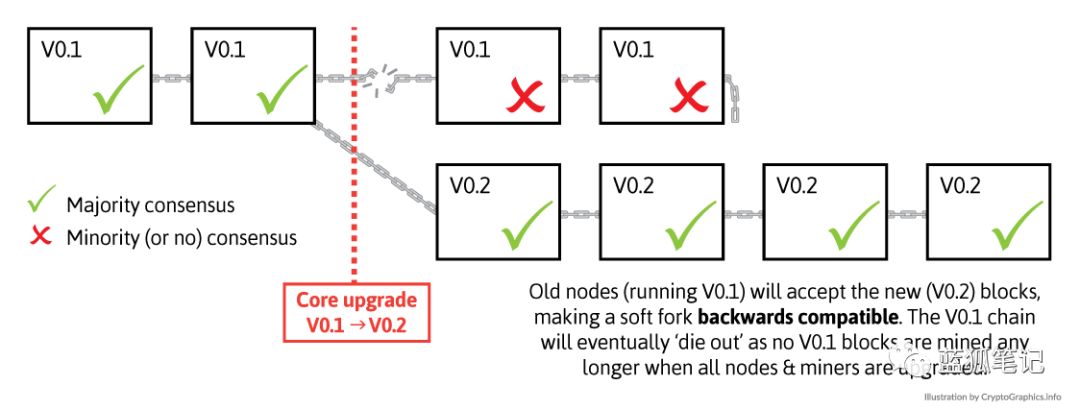 V0.1
V0.1
V0.1
V0.1
V0.2
V0.2
V0.2
V0.2
Majority consensus
Minority (or no) consensus
Core upgrade
V0.1 → V0.2
Old nodes (running V0.1) will accept the new (V0.2) blocks,
making a soft fork backwards compatible. The V0.1 chain
will eventually ‘die out’ as no V0.1 blocks are mined any
longer when all nodes & miners are upgraded.
蓝狐笔记
Illustration by CryptoGraphics.info